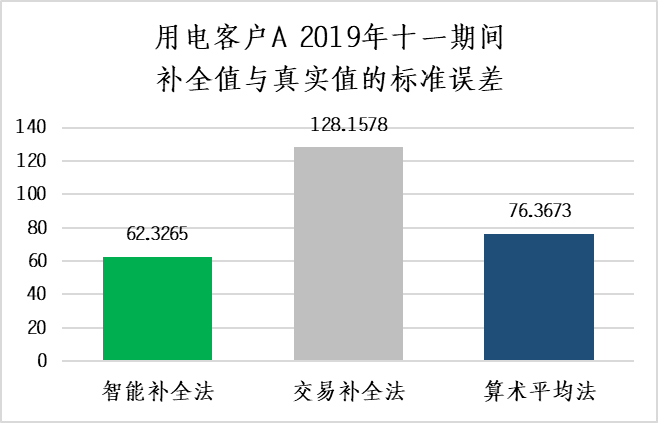 用电客户A 2019年十一期间
补全值与真实值的标准误差
140
120
100
80
60
40
20
0
62.3265
128.1578
76.3673
智能补全法
交易补全法
算术平均法